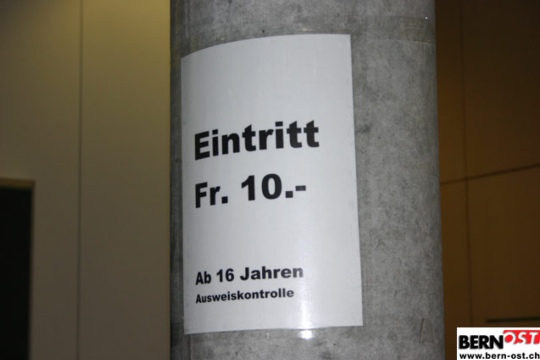 Eintritt
Fr. 10.-
Ab 16 Jahren
Ausweiskontrolle
BERNOST
www.bern-ost.ch